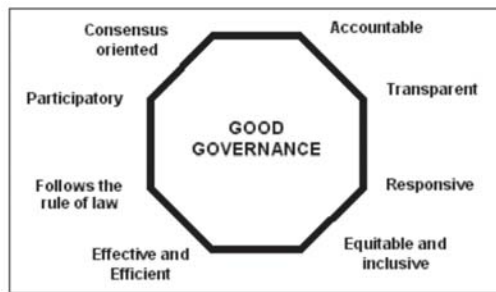 Consensus
oriented
Accountable
Participatory
Transparent
GOOD
GOVERNANCE
Follows the
rule of law
Responsive
Effective and
Efficient
Equitable and
inclusive